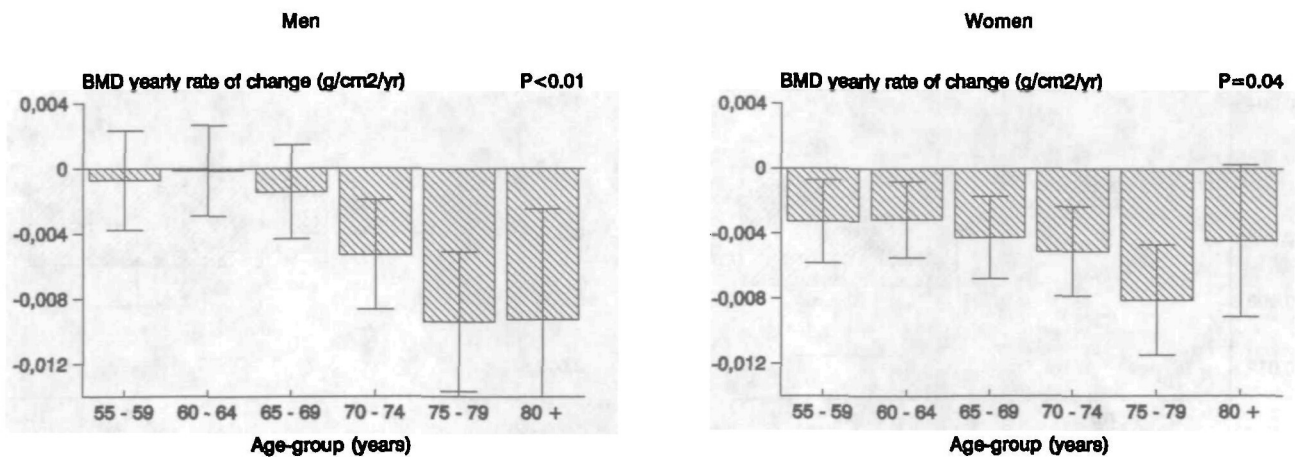 Men
BMD yearly rate of change (g/cm2/yr) P<0.01
0,004
0
-0,004
-0,008
-0,012
55 - 59 60 - 64 65 - 69 70 - 74 75 - 79 80 +
Age-group (years)
Women
BMD yearly rate of change (g/cm2/yr) P=0.04
0,004
0
-0,004
-0,008
-0,012
55 - 59 60 - 64 65 - 69 70 - 74 75 - 79 80 +
Age-group (years)